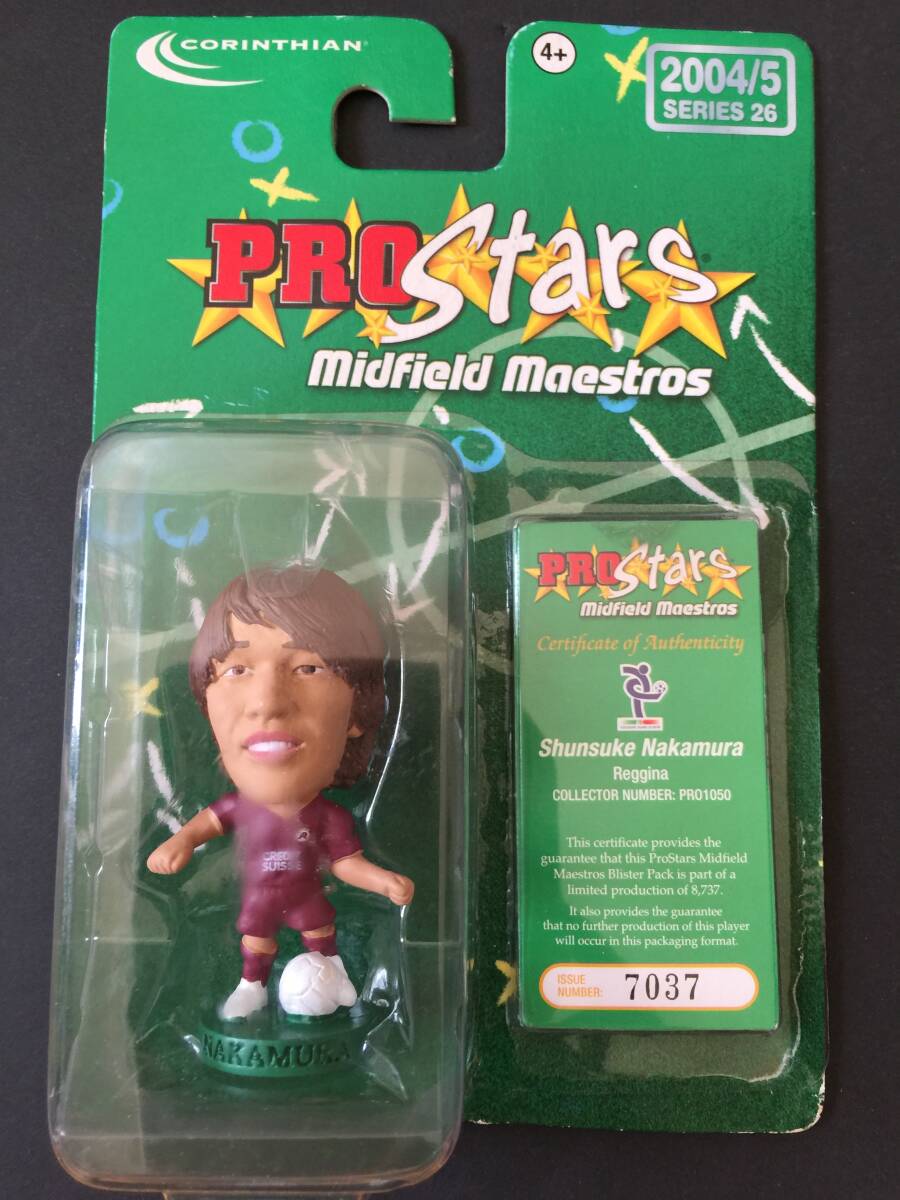 CORINTHIAN
4+
2004/5
SERIES 26
PROStars
Midfield Maestros
PROStars
Midfield Maestros
Certificate of Authenticity
Shunsuke Nakamura
Reggina
COLLECTOR NUMBER: PRO1050
This certificate provides the
guarantee that this ProStars Midfield
Maestros Blister Pack is part of a
limited production of 8,737.
It also provides the guarantee
that no further production of this player
will occur in this packaging format.
ISSUE
NUMBER: 7037
CREDIT
SUISSE
NAKAMURA